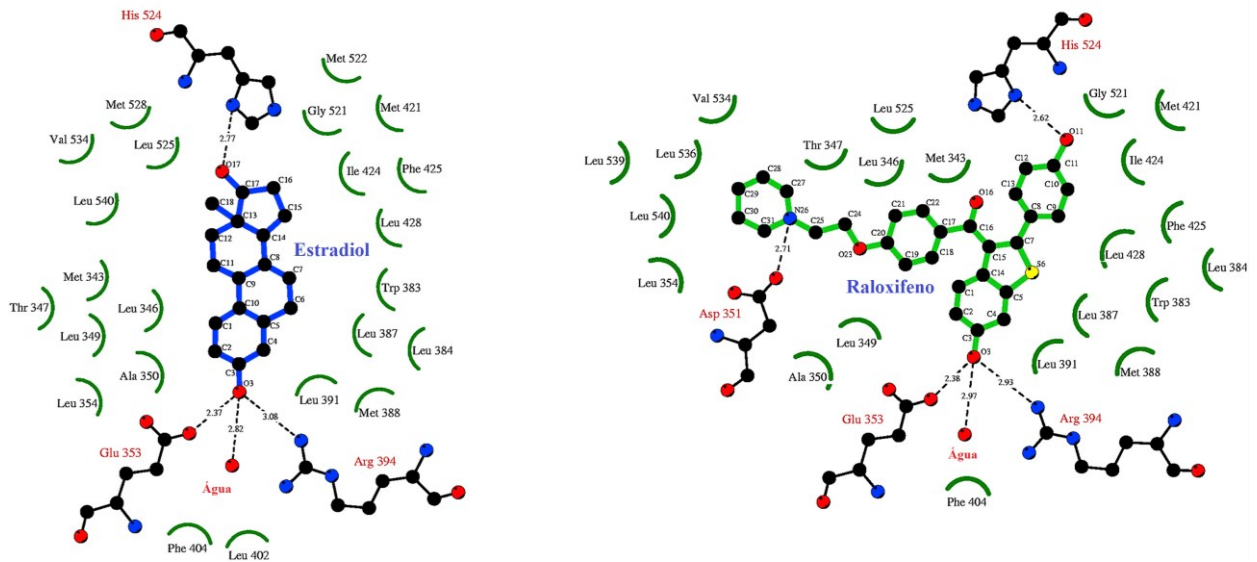 His 524
Met 522
Met 528
Gly 521
Met 421
Val 534
Leu 525
2.77
O17
Ile 424
Phe 425
C17
C16
C18
C13
C15
Leu 540
Leu 428
C12
C14
Estradiol
C11
C8
C7
Met 343
C9
Trp 383
Thr 347
Leu 346
C10
C6
Leu 349
C1
C5
Leu 387
Leu 384
C2
C4
Ala 350
C3
O3
Leu 354
Leu 391
Met 388
2.37
2.82
3.08
Glu 353
Arg 394
Água
Phe 404
Leu 402
His 524
Val 534
Leu 525
Gly 521
Met 421
2.62
O11
Leu 539
Leu 536
Thr 347
Leu 346
Met 343
C12
C11
Ile 424
C28
C27
C13
C10
C29
O16
C8
C9
Leu 540
C30
N26
C21
C22
C16
Phe 425
C31
C25
C24
C20
C17
C7
C15
Leu 428
2.71
O23
C19
C18
C14
S6
Leu 384
Leu 354
Raloxifeno
C1
C5
Trp 383
Asp 351
C2
C4
Leu 387
Leu 349
C3
O3
Ala 350
Leu 391
Met 388
2.38
2.97
2.93
Glu 353
Arg 394
Água
Phe 404